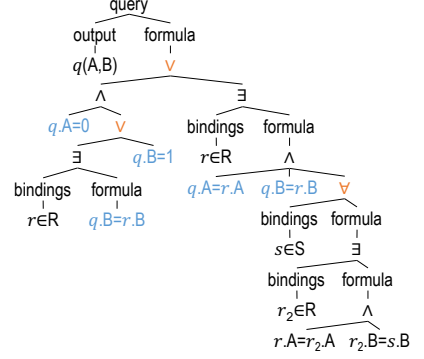 query
output formula
q(A,B) ∨
∧ ∃
q.A=0 ∨ bindings formula
∃ q.B=1 r∈R ∧
bindings formula q.A=r.A q.B=r.B ∀
r∈R q.B=r.B bindings formula
s∈S ∃
bindings formula
r₂∈R ∧
r.A=r₂.A r₂.B=s.B